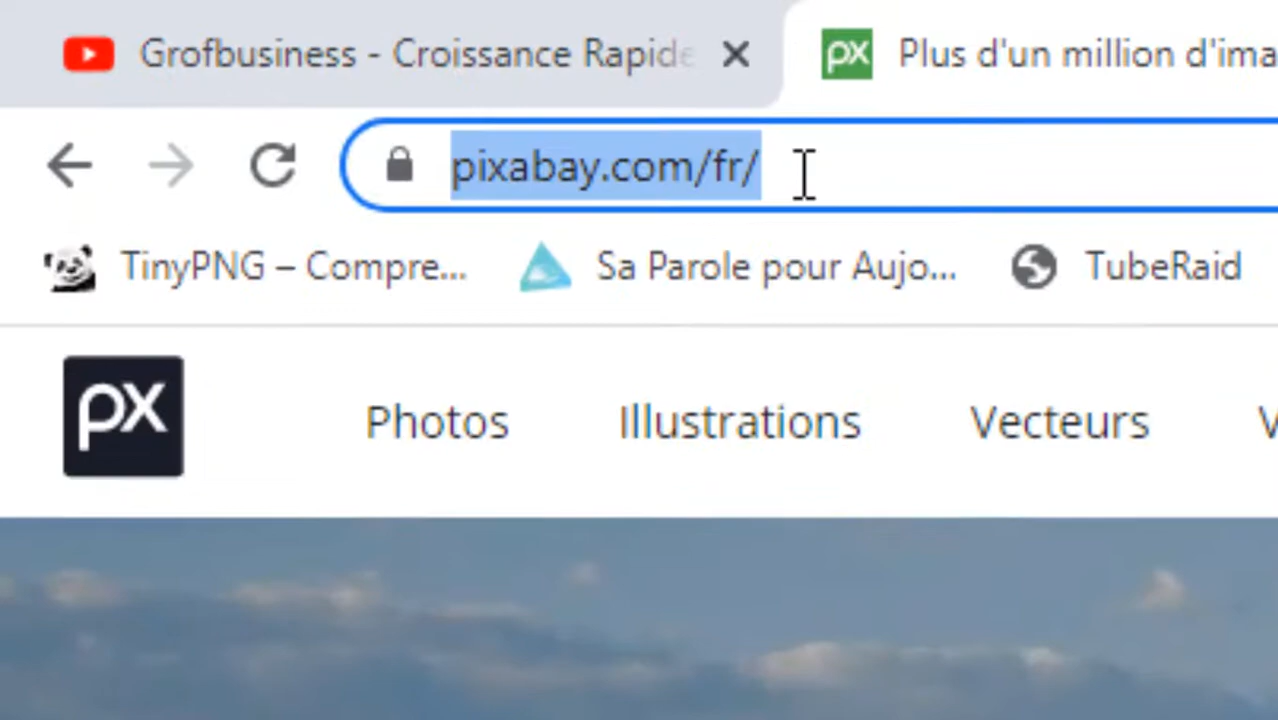 Grofbusiness - Croissance Rapide
px Plus d'un million d'ima
pixabay.com/fr/
TinyPNG – Compre... Sa Parole pour Aujo... TubeRaid
px Photos Illustrations Vecteurs V